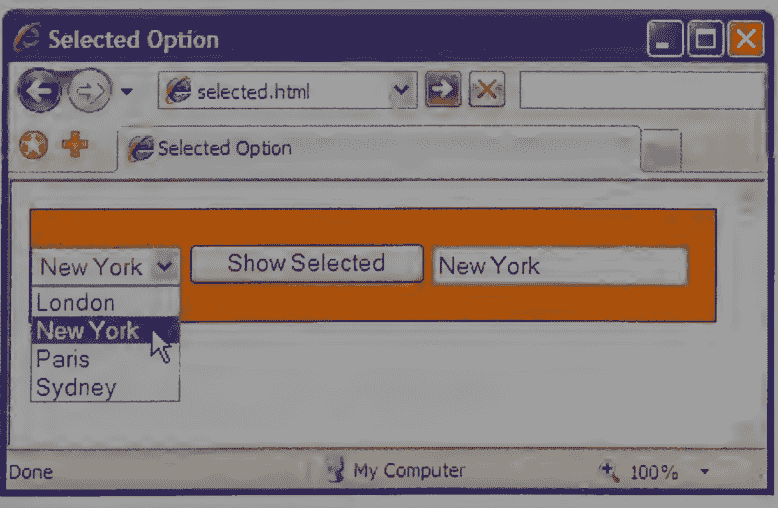 Selected Option
selected.html
Selected Option
New York Show Selected New York
London
New York
Paris
Sydney
Done My Computer 100%